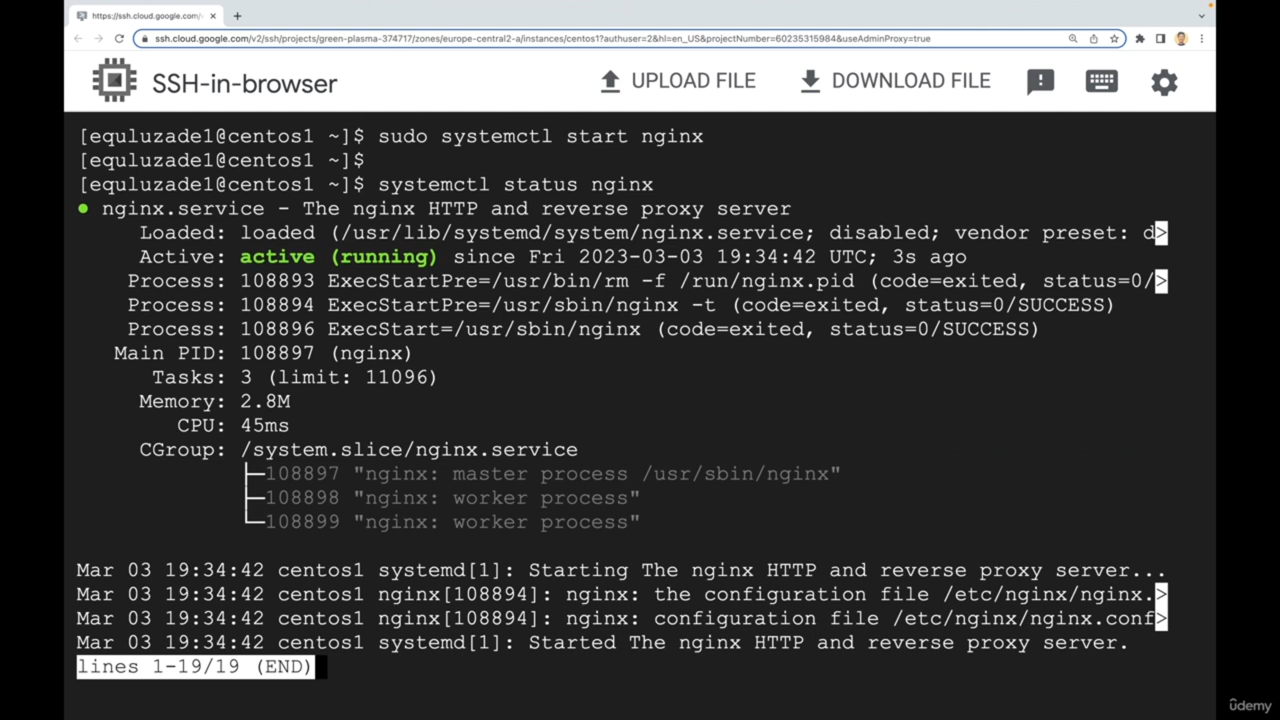 https://ssh.cloud.google.com/v
ssh.cloud.google.com/v2/ssh/projects/green-plasma-374717/zones/europe-central2-a/instances/centos1?authuser=2&hl=en_US&projectNumber=60235315984&useAdminProxy=true
SSH-in-browser
UPLOAD FILE
DOWNLOAD FILE
[equluzade1@centos1 ~]$ sudo systemctl start nginx
[equluzade1@centos1 ~]$
[equluzade1@centos1 ~]$ systemctl status nginx
● nginx.service - The nginx HTTP and reverse proxy server
Loaded: loaded (/usr/lib/systemd/system/nginx.service; disabled; vendor preset: d>
Active: active (running) since Fri 2023-03-03 19:34:42 UTC; 3s ago
Process: 108893 ExecStartPre=/usr/bin/rm -f /run/nginx.pid (code=exited, status=0/>
Process: 108894 ExecStartPre=/usr/sbin/nginx -t (code=exited, status=0/SUCCESS)
Process: 108896 ExecStart=/usr/sbin/nginx (code=exited, status=0/SUCCESS)
Main PID: 108897 (nginx)
Tasks: 3 (limit: 11096)
Memory: 2.8M
CPU: 45ms
CGroup: /system.slice/nginx.service
├─108897 "nginx: master process /usr/sbin/nginx"
├─108898 "nginx: worker process"
└─108899 "nginx: worker process"
Mar 03 19:34:42 centos1 systemd[1]: Starting The nginx HTTP and reverse proxy server...
Mar 03 19:34:42 centos1 nginx[108894]: nginx: the configuration file /etc/nginx/nginx.>
Mar 03 19:34:42 centos1 nginx[108894]: nginx: configuration file /etc/nginx/nginx.conf>
Mar 03 19:34:42 centos1 systemd[1]: Started The nginx HTTP and reverse proxy server.
lines 1-19/19 (END)
ûdemy